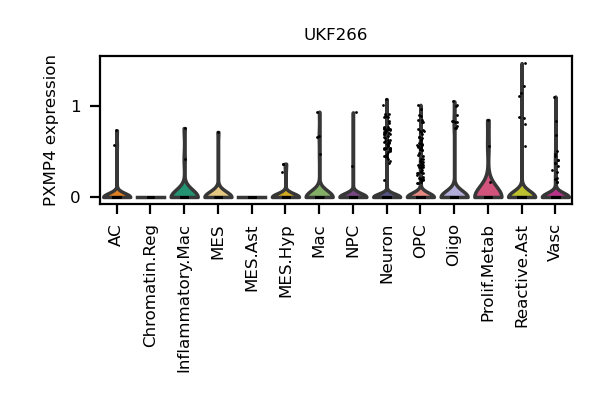 UKF266
PXMP4 expression
1
0
AC
Chromatin.Reg
Inflammatory.Mac
MES
MES.Ast
MES.Hyp
Mac
NPC
Neuron
OPC
Oligo
Prolif.Metab
Reactive.Ast
Vasc